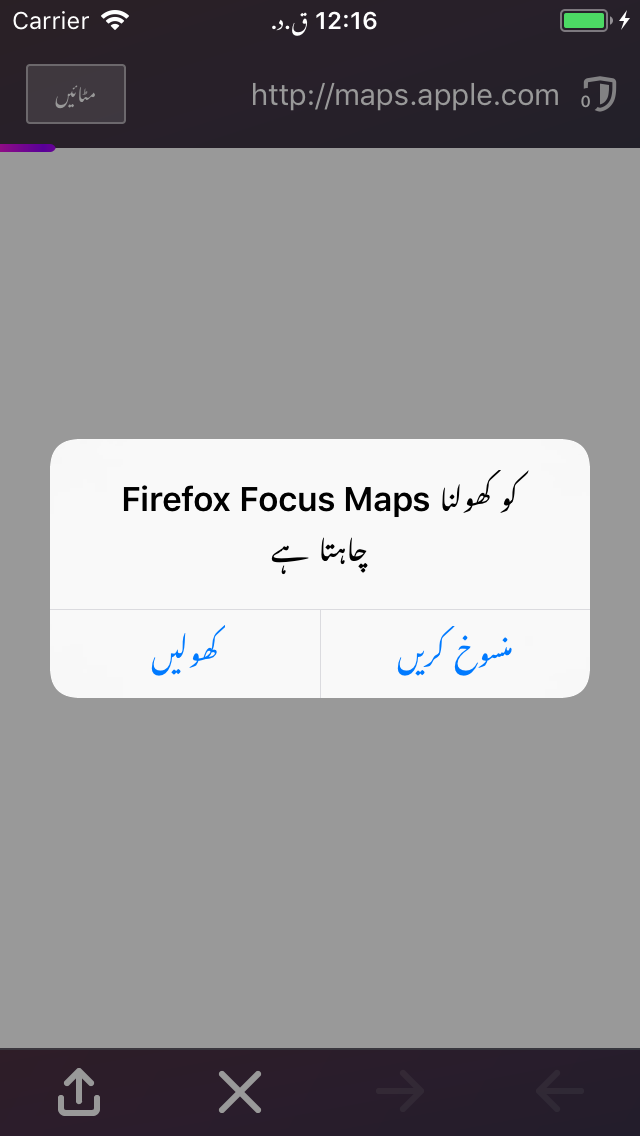 Carrier 12:16 ق.د.
مٹائیں http://maps.apple.com 0
Firefox Focus Maps کو کھولنا
چاہتا ہے
منسوخ کریں
کھولیں